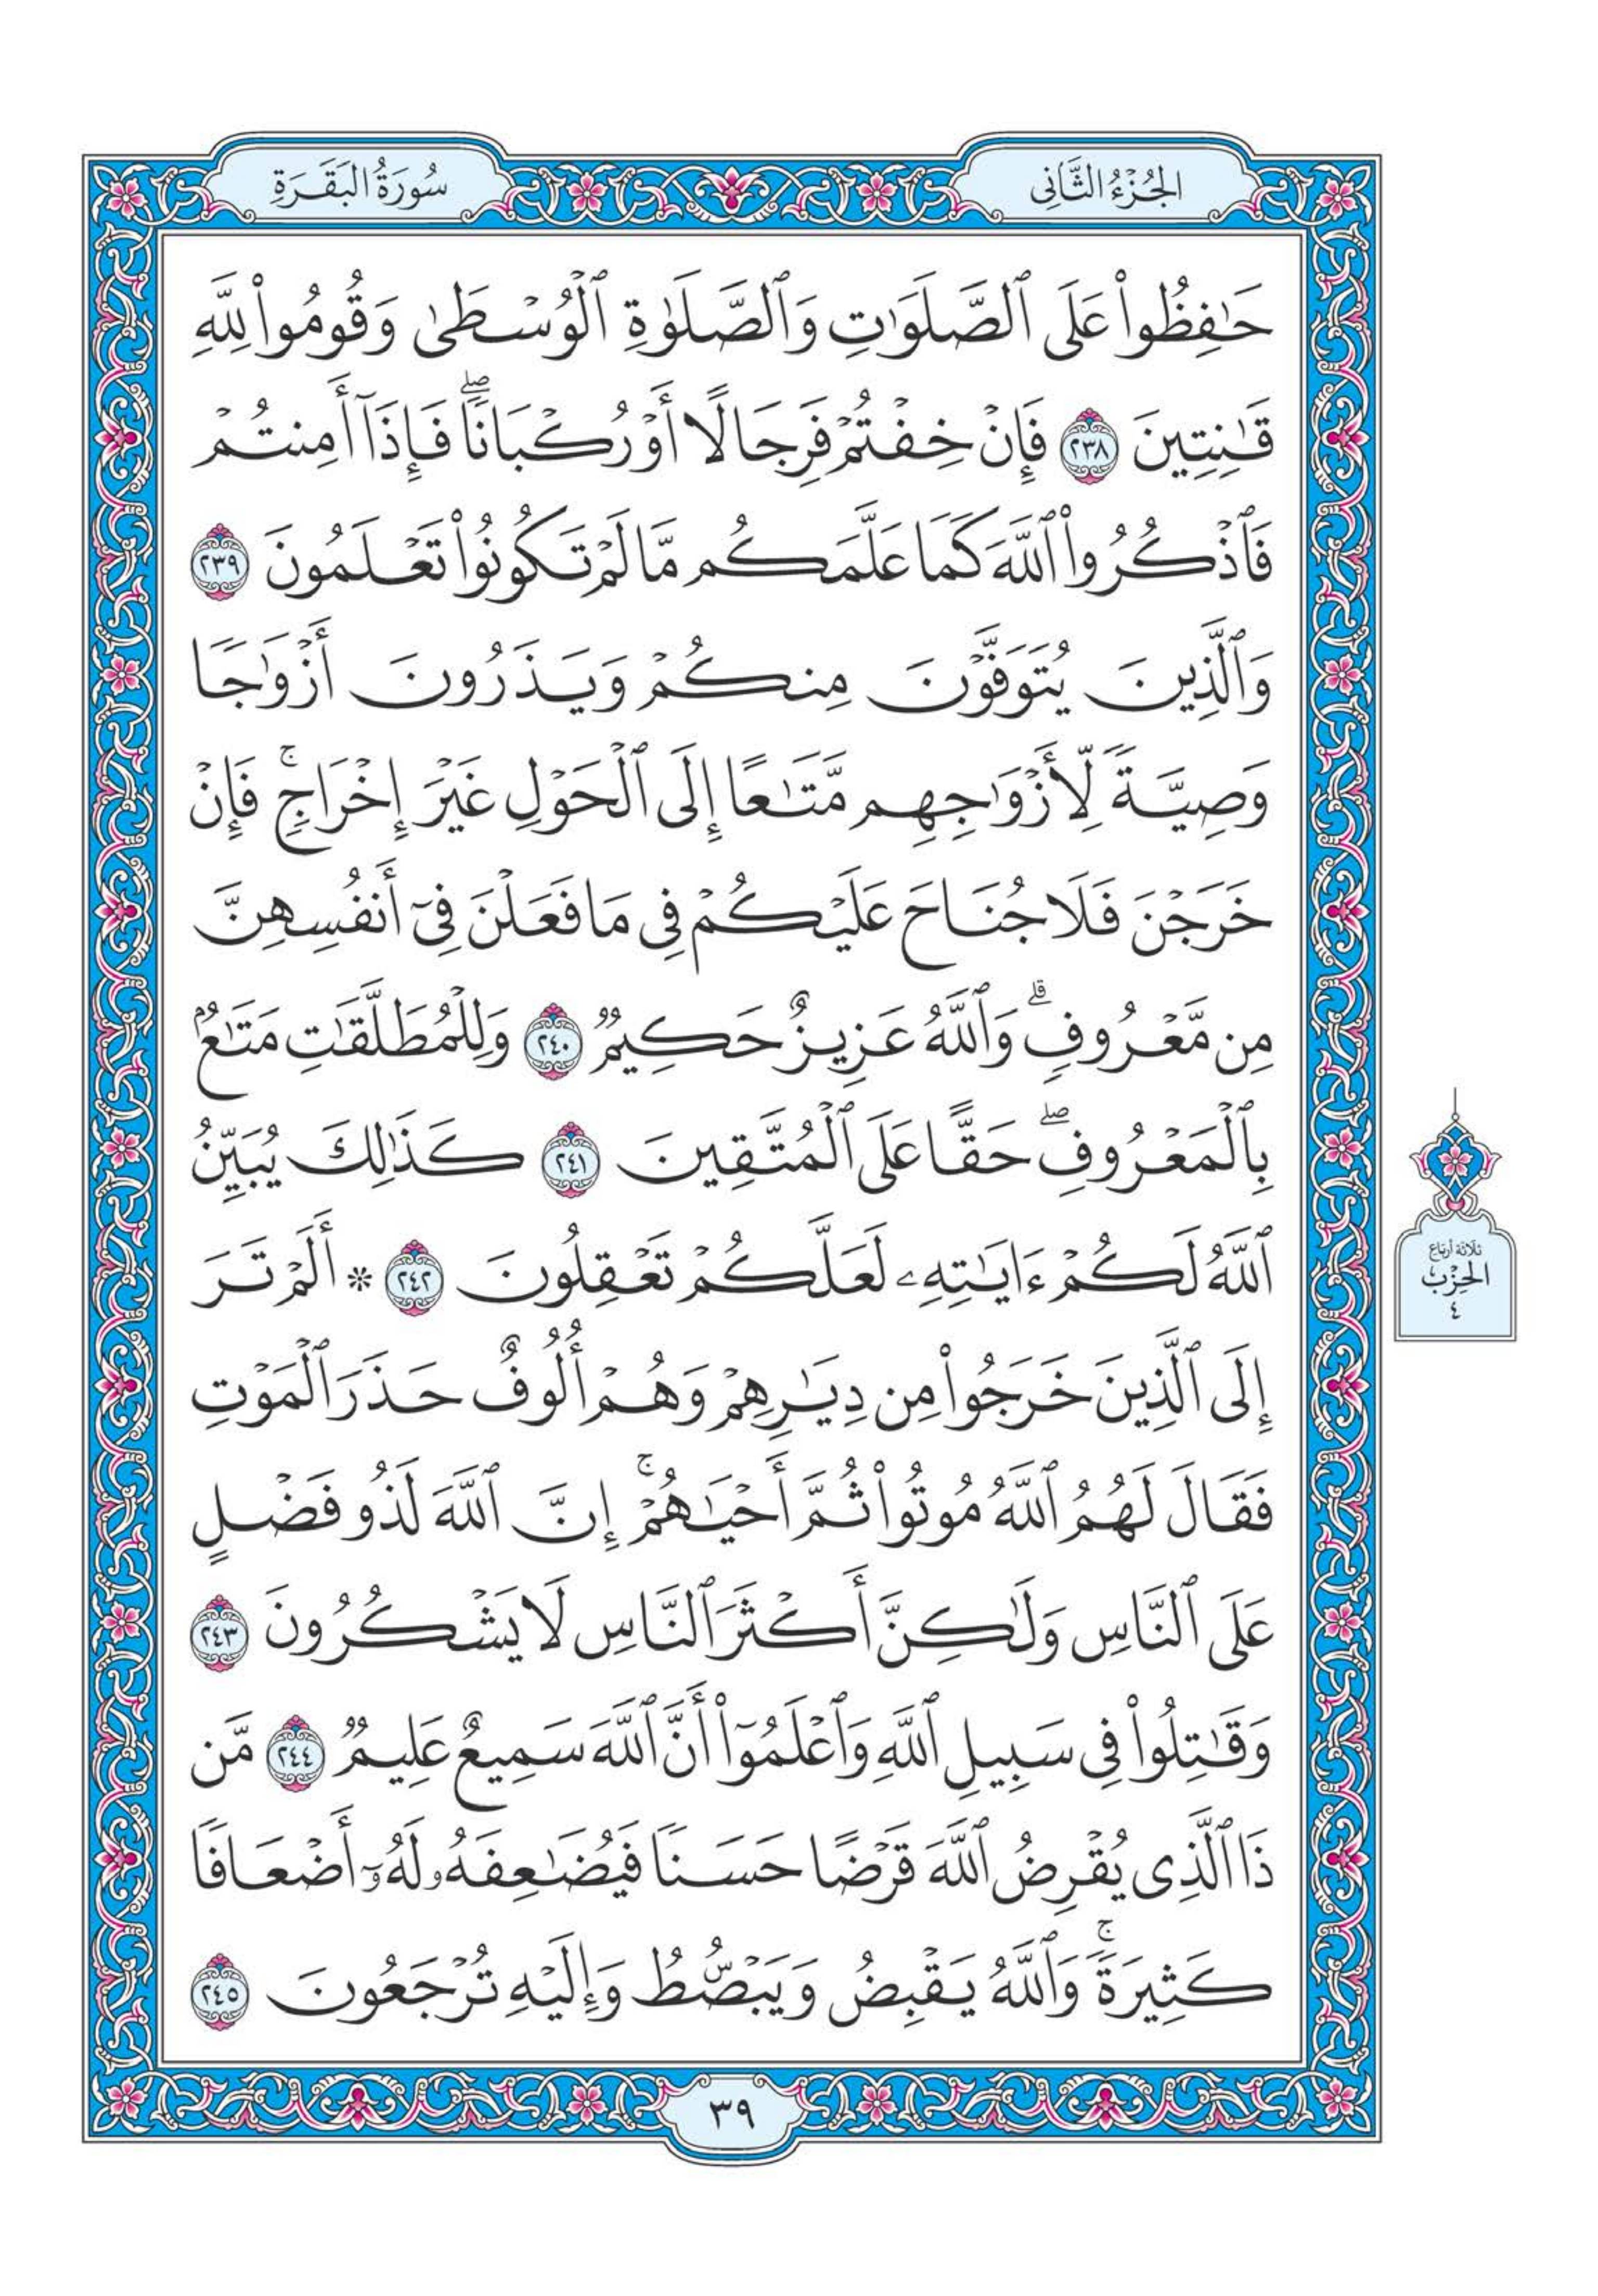 الجُزْءُ الثَّانِي
سُورَةُ البَقَرَةِ
حَٰفِظُوا۟ عَلَى ٱلصَّلَوَٰتِ وَٱلصَّلَوٰةِ ٱلْوُسْطَىٰ وَقُومُوا۟ لِلَّهِ
قَٰنِتِينَ ٢٣٨ فَإِنْ خِفْتُمْ فَرِجَالًا أَوْ رُكْبَانًاۖ فَإِذَآ أَمِنتُمْ
فَٱذْكُرُوا۟ ٱللَّهَ كَمَا عَلَّمَكُم مَّا لَمْ تَكُونُوا۟ تَعْلَمُونَ ٢٣٩
وَٱلَّذِينَ يُتَوَفَّوْنَ مِنكُمْ وَيَذَرُونَ أَزْوَٰجًا
وَصِيَّةً لِّأَزْوَٰجِهِم مَّتَٰعًا إِلَى ٱلْحَوْلِ غَيْرَ إِخْرَاجٍۚ فَإِنْ
خَرَجْنَ فَلَا جُنَاحَ عَلَيْكُمْ فِى مَا فَعَلْنَ فِىٓ أَنفُسِهِنَّ
مِن مَّعْرُوفٍۗ وَٱللَّهُ عَزِيزٌ حَكِيمٌ ٢٤٠ وَلِلْمُطَلَّقَٰتِ مَتَٰعٌۢ
بِٱلْمَعْرُوفِۖ حَقًّا عَلَى ٱلْمُتَّقِينَ ٢٤١ كَذَٰلِكَ يُبَيِّنُ
ٱللَّهُ لَكُمْ ءَايَٰتِهِۦ لَعَلَّكُمْ تَعْقِلُونَ ٢٤٢ * أَلَمْ تَرَ
إِلَى ٱلَّذِينَ خَرَجُوا۟ مِن دِيَٰرِهِمْ وَهُمْ أُلُوفٌ حَذَرَ ٱلْمَوْتِ
فَقَالَ لَهُمُ ٱللَّهُ مُوتُوا۟ ثُمَّ أَحْيَٰهُمْۚ إِنَّ ٱللَّهَ لَذُو فَضْلٍ
عَلَى ٱلنَّاسِ وَلَٰكِنَّ أَكْثَرَ ٱلنَّاسِ لَا يَشْكُرُونَ ٢٤٣
وَقَٰتِلُوا۟ فِى سَبِيلِ ٱللَّهِ وَٱعْلَمُوٓا۟ أَنَّ ٱللَّهَ سَمِيعٌ عَلِيمٌ ٢٤٤ مَّن
ذَا ٱلَّذِى يُقْرِضُ ٱللَّهَ قَرْضًا حَسَنًا فَيُضَٰعِفَهُۥ لَهُۥٓ أَضْعَافًا
كَثِيرَةًۚ وَٱللَّهُ يَقْبِضُ وَيَبْصُۜطُ وَإِلَيْهِ تُرْجَعُونَ ٢٤٥
ثلاثة أرباع
الحِزْب
٤
٣٩